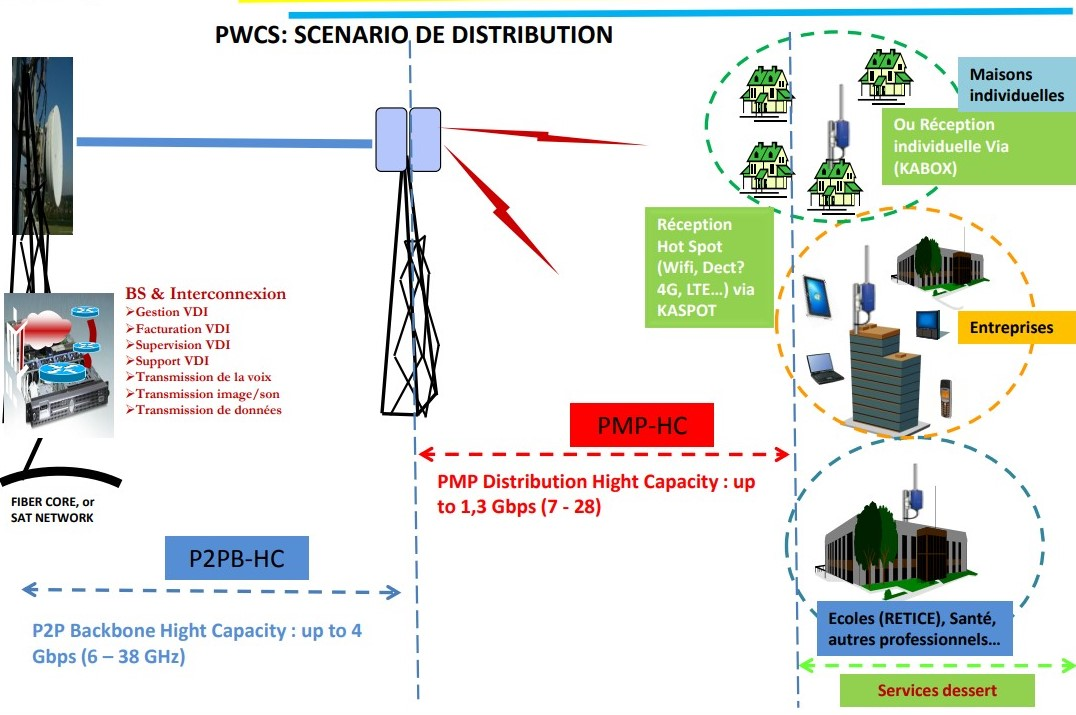 PWCS: SCENARIO DE DISTRIBUTION
Maisons
individuelles
Ou Réception
individuelle Via
(KABOX)
Réception
Hot Spot
(Wifi, Dect?
4G, LTE…) via
KASPOT
BS & Interconnexion
➢Gestion VDI
➢Facturation VDI
➢Supervision VDI
➢Support VDI
➢Transmission de la voix
➢Transmission image/son
➢Transmission de données
Entreprises
PMP-HC
PMP Distribution Hight Capacity : up
to 1,3 Gbps (7 - 28)
FIBER CORE, or
SAT NETWORK
P2PB-HC
P2P Backbone Hight Capacity : up to 4
Gbps (6 – 38 GHz)
Ecoles (RETICE), Santé,
autres professionnels…
Services dessert